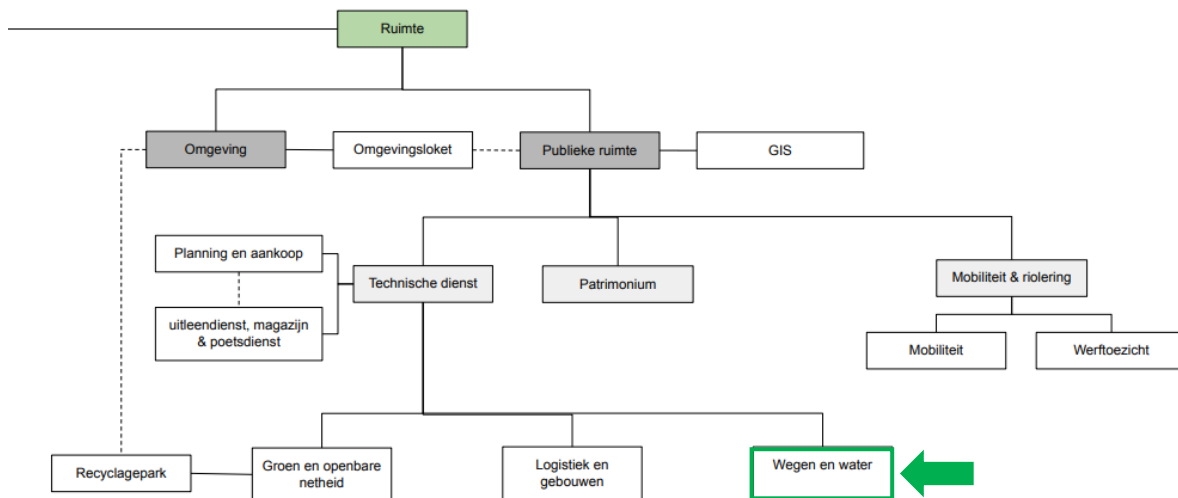 Ruimte
Omgeving
Omgevingsloket
Publieke ruimte
GIS
Planning en aankoop
uitleendienst, magazijn
& poetsdienst
Technische dienst
Patrimonium
Mobiliteit & riolering
Mobiliteit
Werftoezicht
Recyclagepark
Groen en openbare
netheid
Logistiek en
gebouwen
Wegen en water